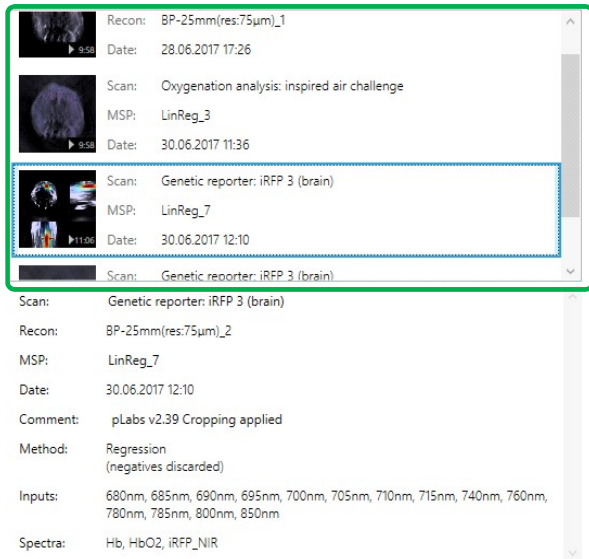 Recon: BP-25mm(res:75µm)_1
9:58
Date: 28.06.2017 17:26
Scan: Oxygenation analysis: inspired air challenge
MSP: LinReg_3
9:58
Date: 30.06.2017 11:36
Scan: Genetic reporter: iRFP 3 (brain)
MSP: LinReg_7
11:06
Date: 30.06.2017 12:10
Scan: Genetic reporter: iRFP 3 (brain)
Scan: Genetic reporter: iRFP 3 (brain)
Recon: BP-25mm(res:75µm)_2
MSP: LinReg_7
Date: 30.06.2017 12:10
Comment: pLabs v2.39 Cropping applied
Method: Regression
(negatives discarded)
Inputs: 680nm, 685nm, 690nm, 695nm, 700nm, 705nm, 710nm, 715nm, 740nm, 760nm,
780nm, 785nm, 800nm, 850nm
Spectra: Hb, HbO2, iRFP_NIR